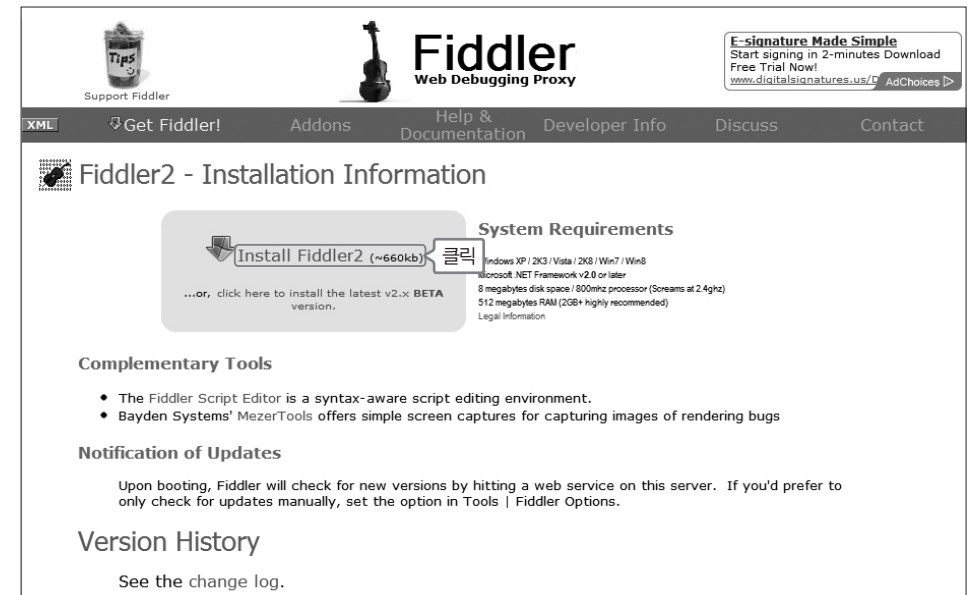 Tips
Support Fiddler
Fiddler
Web Debugging Proxy
E-signature Made Simple
Start signing in 2-minutes Download
Free Trial Now!
www.digitalsignatures.us/D
AdChoices
XML
Get Fiddler!
Addons
Help &
Documentation
Developer Info
Discuss
Contact
Fiddler2 - Installation Information
Install Fiddler2 (~660kb)
클릭
...or, click here to install the latest v2.x BETA
version.
System Requirements
Windows XP / 2K3 / Vista / 2K8 / Win7 / Win8
Microsoft .NET Framework v2.0 or later
8 megabytes disk space / 800mhz processor (Screams at 2.4ghz)
512 megabytes RAM (2GB+ highly recommended)
Legal Information
Complementary Tools
• The Fiddler Script Editor is a syntax-aware script editing environment.
• Bayden Systems' MezerTools offers simple screen captures for capturing images of rendering bugs
Notification of Updates
Upon booting, Fiddler will check for new versions by hitting a web service on this server. If you'd prefer to
only check for updates manually, set the option in Tools | Fiddler Options.
Version History
See the change log.